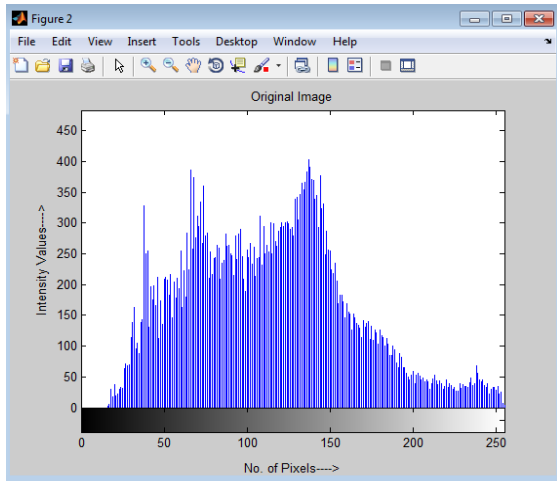 Figure 2
File Edit View Insert Tools Desktop Window Help
Original Image
450
400
350
300
250
200
150
100
50
0
Intensity Values---->
0 50 100 150 200 250
No. of Pixels---->